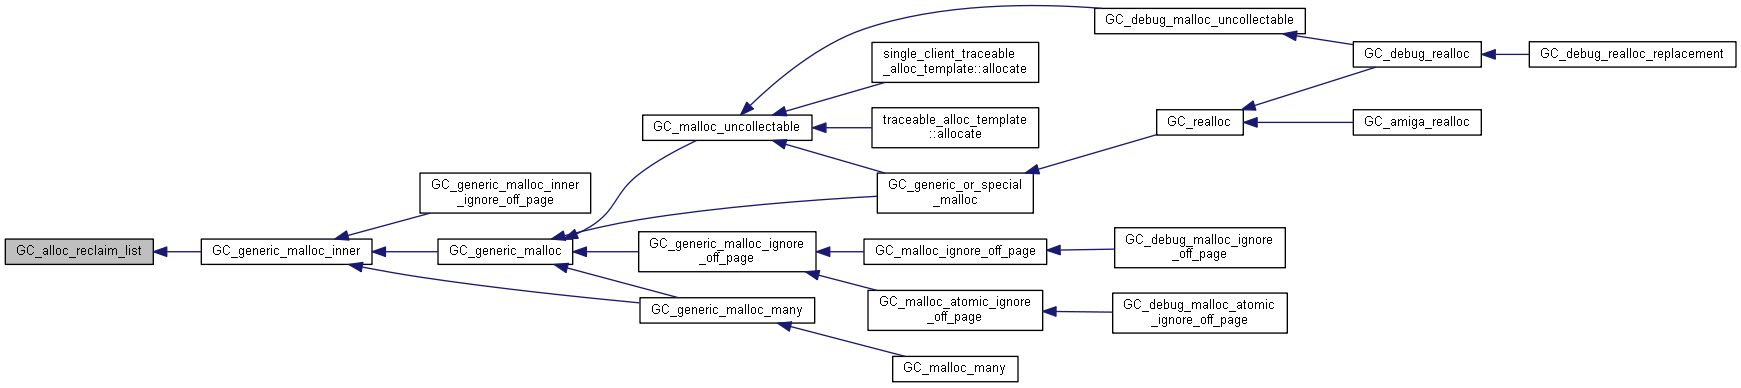 GC_debug_malloc_uncollectable
single_client_traceable
_alloc_template::allocate
GC_debug_realloc
GC_debug_realloc_replacement
GC_malloc_uncollectable
traceable_alloc_template
::allocate
GC_realloc
GC_amiga_realloc
GC_generic_malloc_inner
_ignore_off_page
GC_generic_or_special
_malloc
GC_alloc_reclaim_list
GC_generic_malloc_inner
GC_generic_malloc
GC_generic_malloc_ignore
_off_page
GC_malloc_ignore_off_page
GC_debug_malloc_ignore
_off_page
GC_generic_malloc_many
GC_malloc_atomic_ignore
_off_page
GC_debug_malloc_atomic
_ignore_off_page
GC_malloc_many